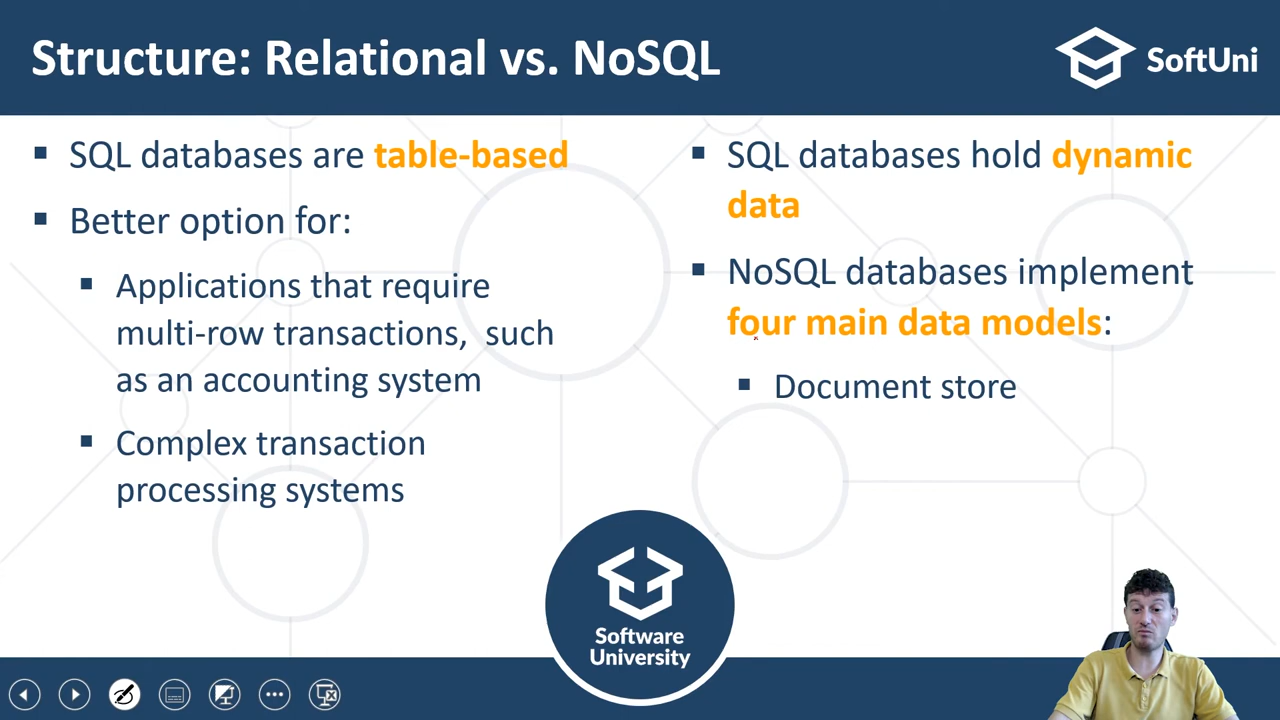 Structure: Relational vs. NoSQL
SoftUni
SQL databases are table-based
Better option for:
Applications that require
multi-row transactions, such
as an accounting system
Complex transaction
processing systems
SQL databases hold dynamic
data
NoSQL databases implement
four main data models:
Document store
Software
University